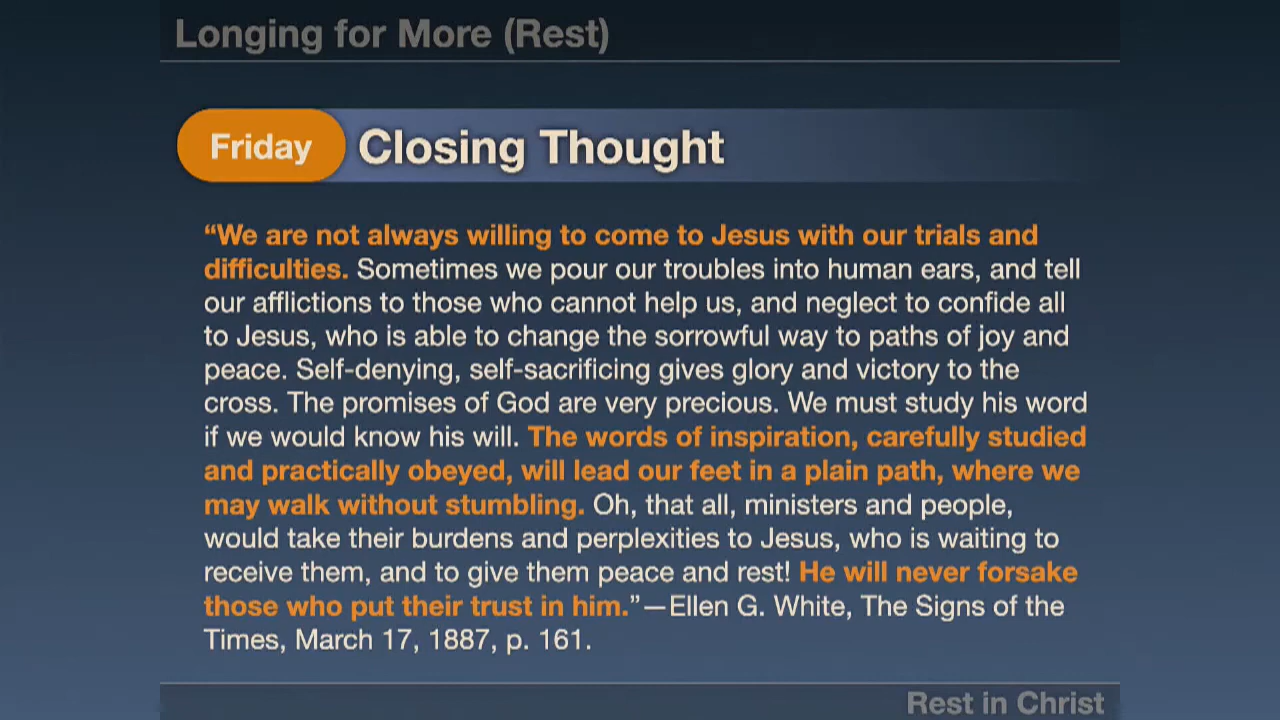 Longing for More (Rest)
Friday
Closing Thought
“We are not always willing to come to Jesus with our trials and
difficulties. Sometimes we pour our troubles into human ears, and tell
our afflictions to those who cannot help us, and neglect to confide all
to Jesus, who is able to change the sorrowful way to paths of joy and
peace. Self-denying, self-sacrificing gives glory and victory to the
cross. The promises of God are very precious. We must study his word
if we would know his will. The words of inspiration, carefully studied
and practically obeyed, will lead our feet in a plain path, where we
may walk without stumbling. Oh, that all, ministers and people,
would take their burdens and perplexities to Jesus, who is waiting to
receive them, and to give them peace and rest! He will never forsake
those who put their trust in him.”—Ellen G. White, The Signs of the
Times, March 17, 1887, p. 161.
Rest in Christ